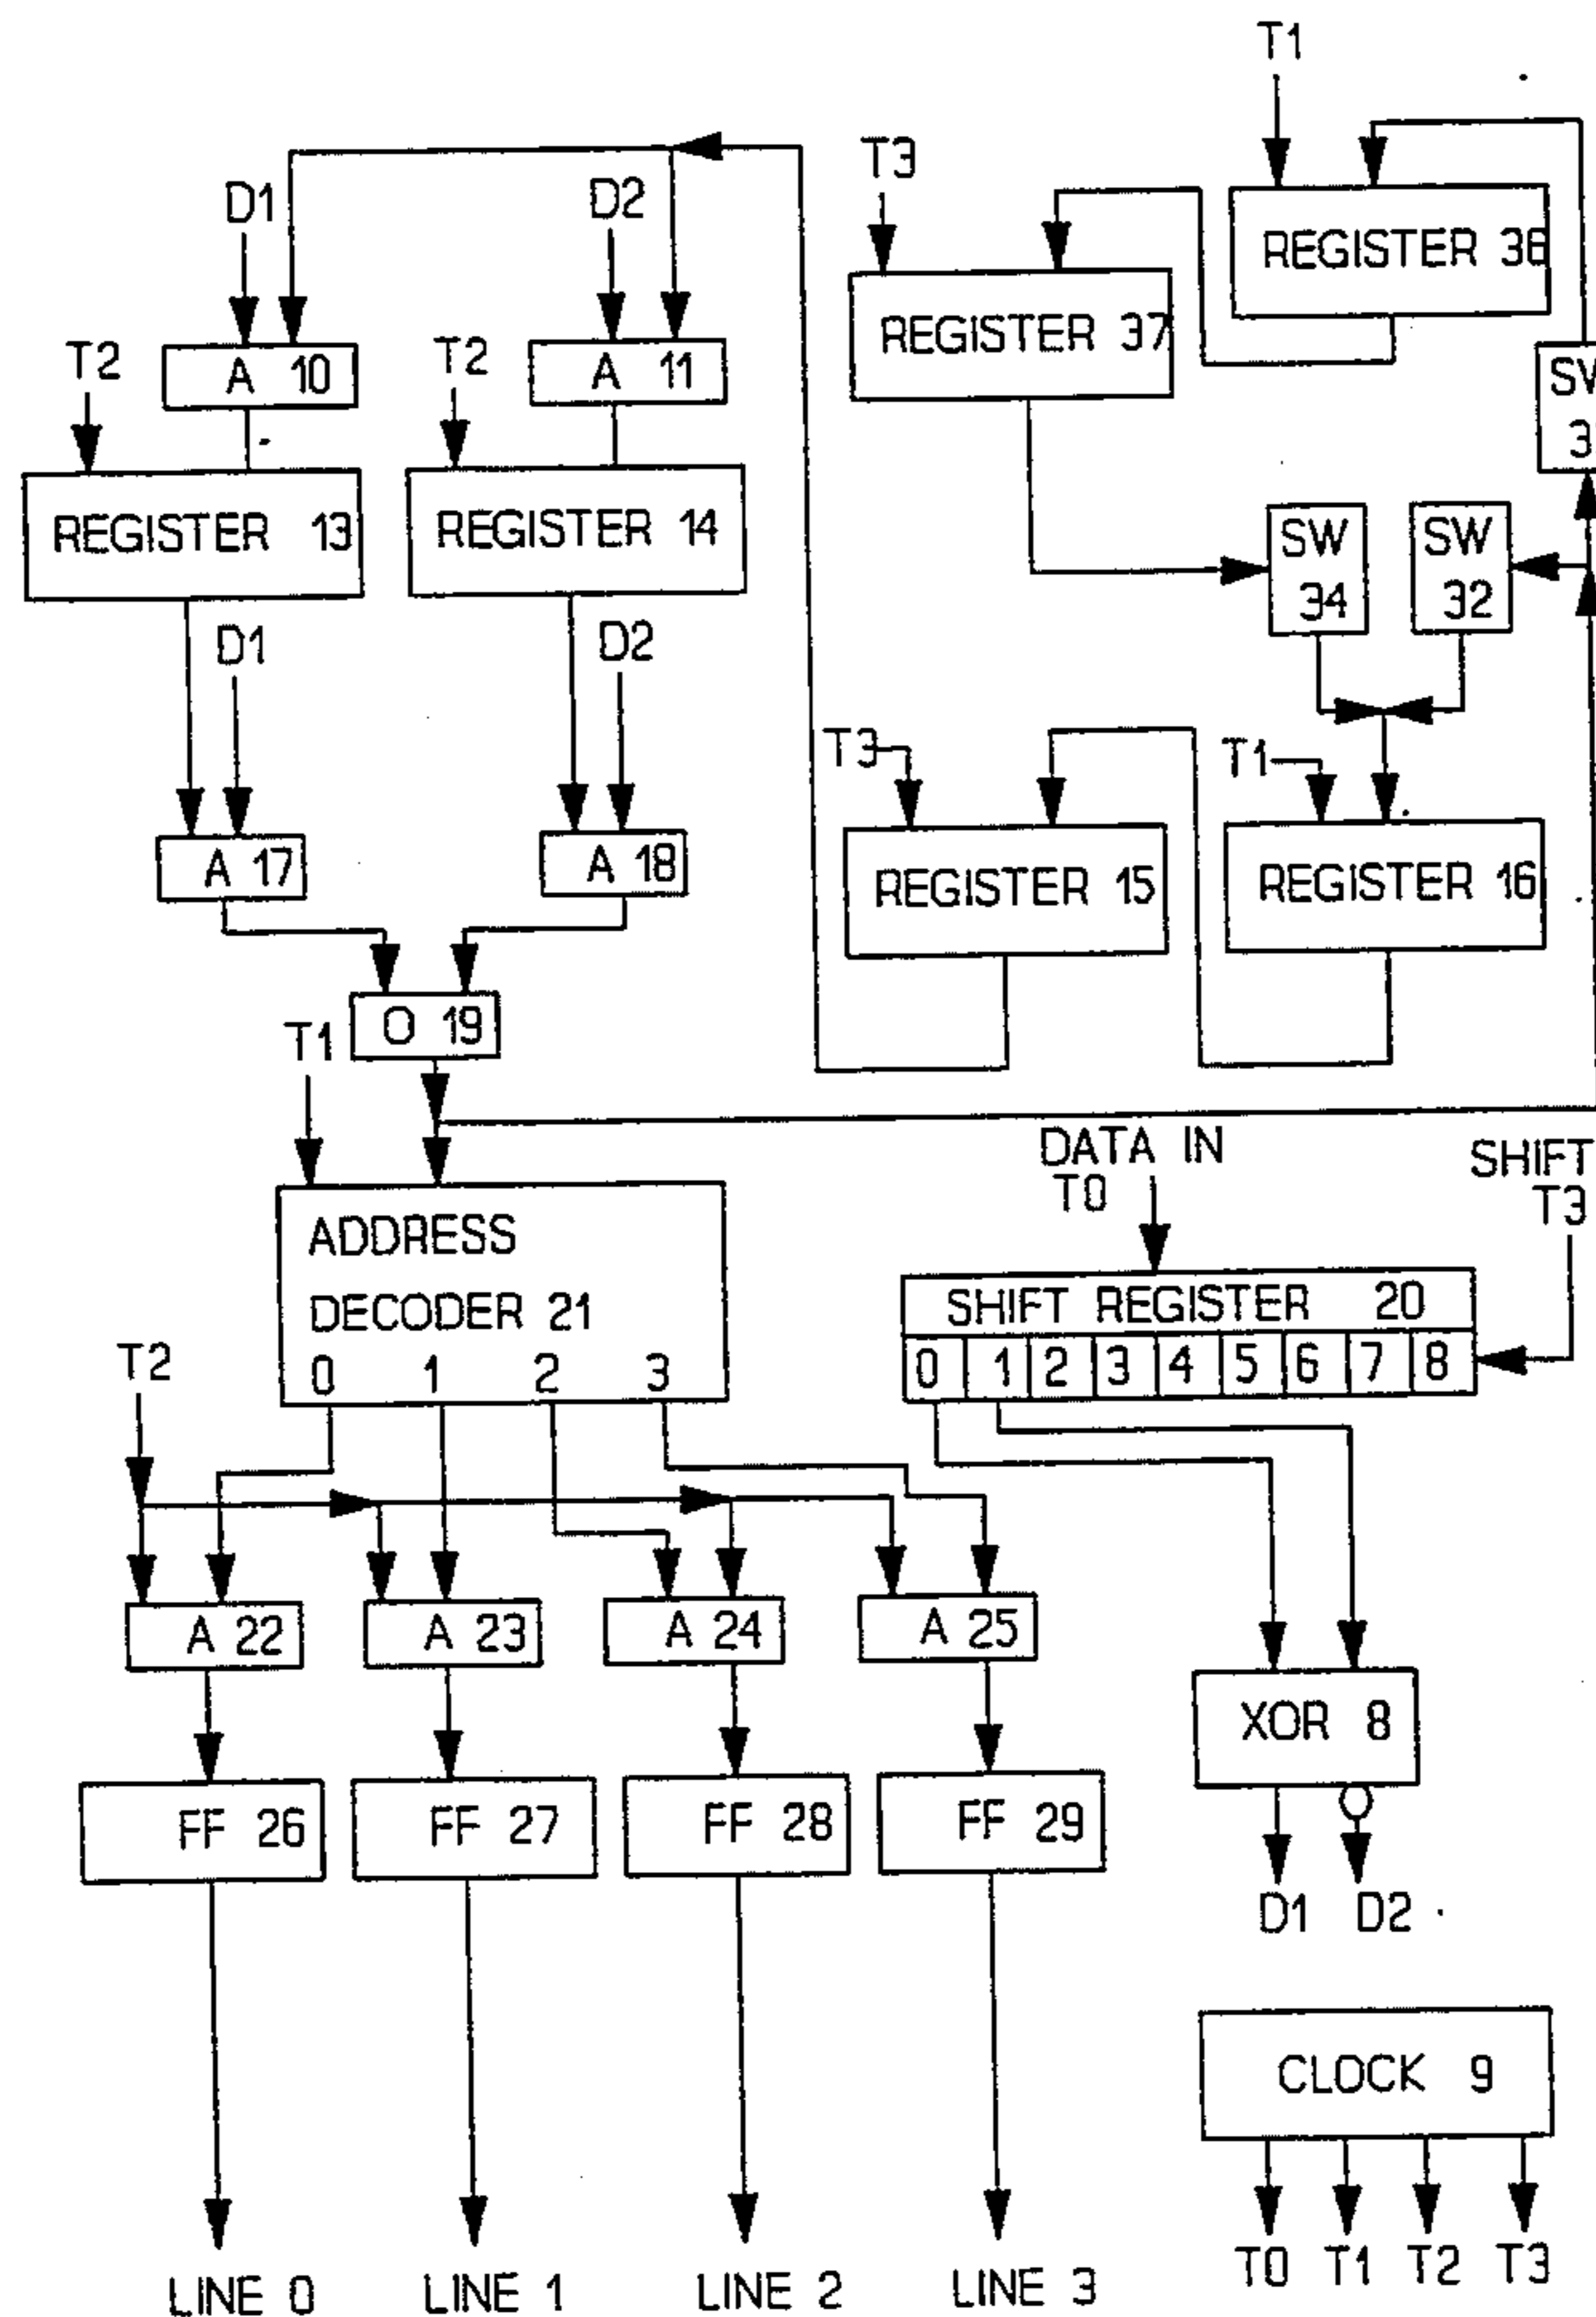 T1
T3
D1
D2
REGISTER 36
REGISTER 37
T2
A 10
T2
A 11
SW
3
REGISTER 13
REGISTER 14
SW
34
SW
32
D1
D2
T3
T1
A 17
A 18
REGISTER 15
REGISTER 16
T1
O 19
DATA IN
T0
SHIFT
T3
ADDRESS
DECODER 21
0 1 2 3
SHIFT REGISTER 20
0 1 2 3 4 5 6 7 8
T2
A 22
A 23
A 24
A 25
XOR 8
FF 26
FF 27
FF 28
FF 29
D1 D2
CLOCK 9
T0 T1 T2 T3
LINE 0
LINE 1
LINE 2
LINE 3